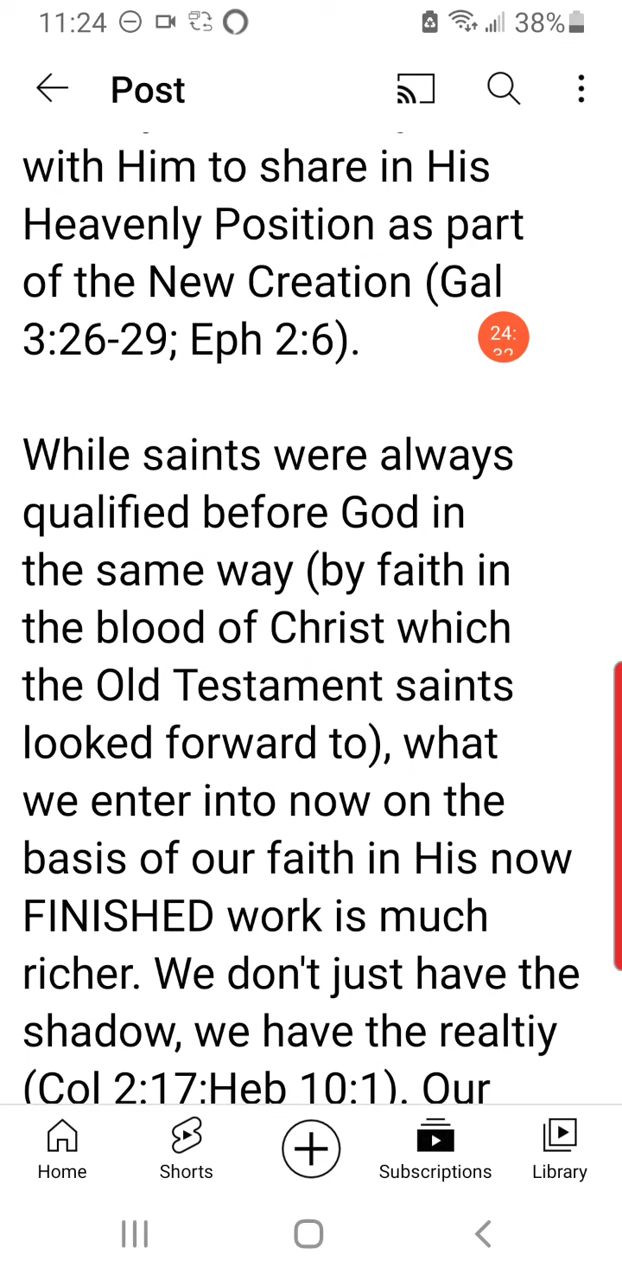 11:24
38%
Post
with Him to share in His
Heavenly Position as part
of the New Creation (Gal
3:26-29; Eph 2:6).
24:
While saints were always
qualified before God in
the same way (by faith in
the blood of Christ which
the Old Testament saints
looked forward to), what
we enter into now on the
basis of our faith in His now
FINISHED work is much
richer. We don't just have the
shadow, we have the realtiy
(Col 2:17:Heb 10:1). Our
Home Shorts Subscriptions Library